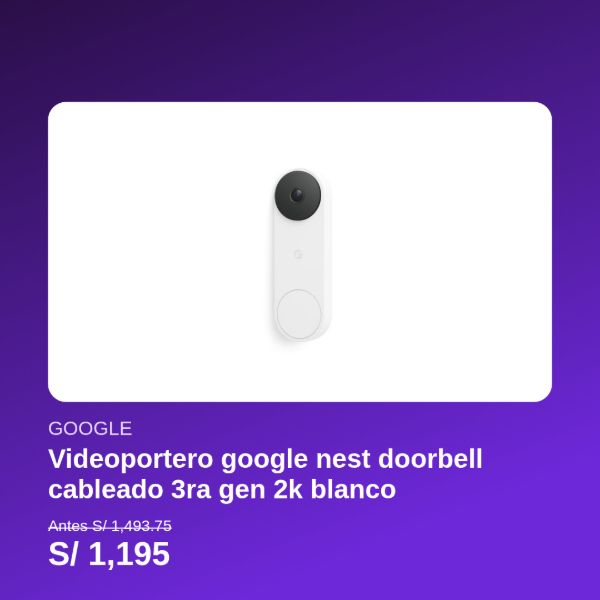 GOOGLE
Videoportero google nest doorbell
cableado 3ra gen 2k blanco
Antes S/ 1,493.75
S/ 1,195